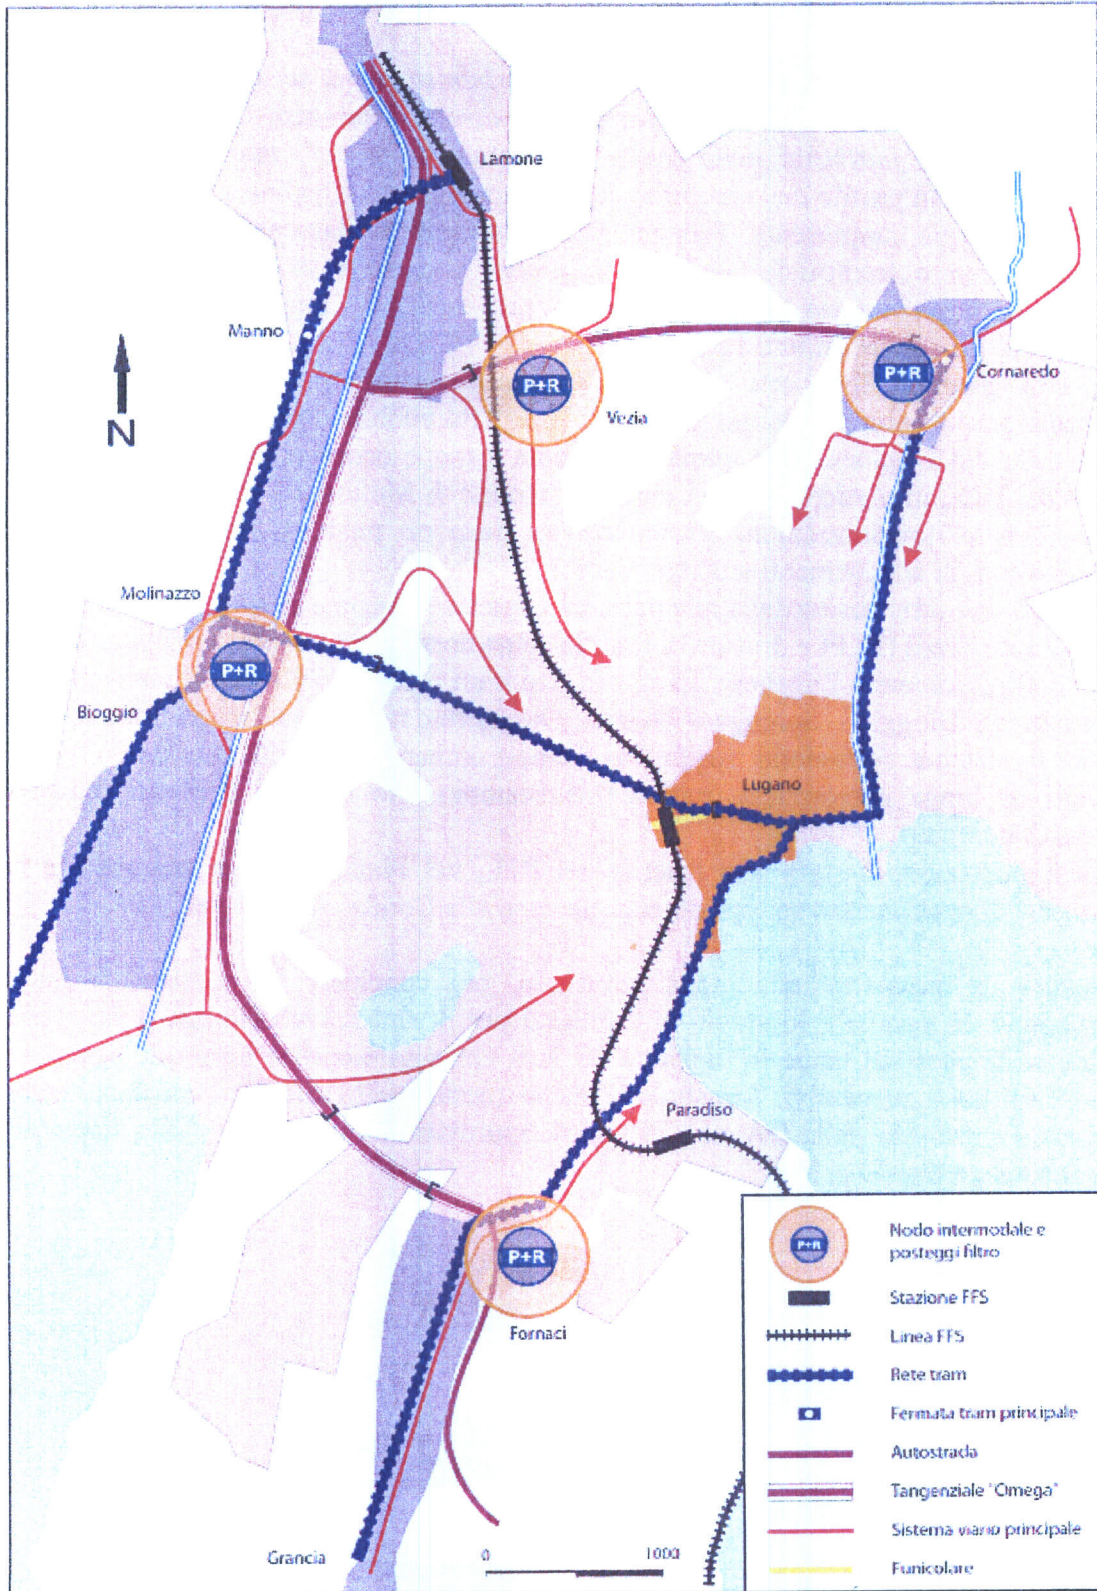 Lamone
Manno
N
P+R
Vezia
P+R
Cornaredo
Molinazzo
P+R
Bioggio
Lugano
Paradiso
P+R
Fornaci
Grancia
0 1000
P+R
Nodo intermodale e
posteggi filtro
Stazione FFS
Linea FFS
Rete tram
Fermata tram principale
Autostrada
Tangenziale "Omega"
Sistema viario principale
Funicolare